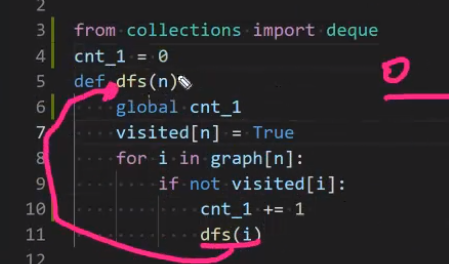 2
3 from collections import deque
4 cnt_1 = 0
5 def dfs(n)
6 global cnt_1
7 visited[n] = True
8 for i in graph[n]:
9 if not visited[i]:
10 cnt_1 += 1
11 dfs(i)
12
0